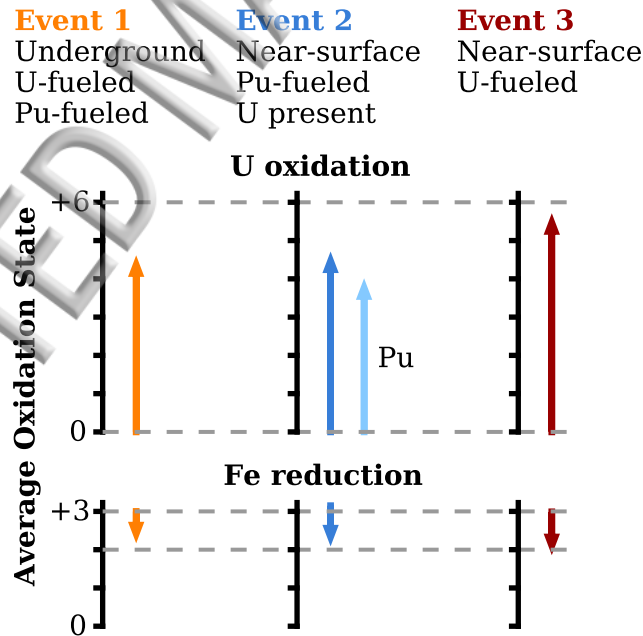 Event 1
Underground
U-fueled
Pu-fueled
Event 2
Near-surface
Pu-fueled
U present
Event 3
Near-surface
U-fueled
U oxidation
Average Oxidation State
+6
0
Pu
Fe reduction
+3
0
TED M